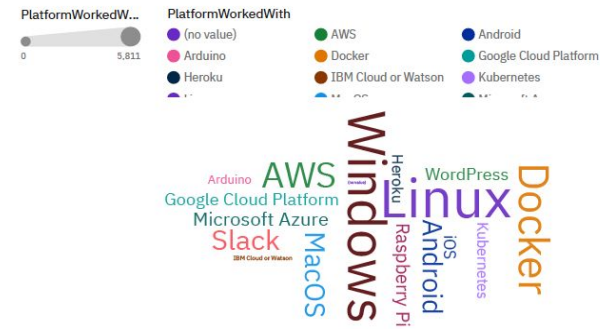 PlatformWorkedW...
0
5,811
PlatformWorkedWith
(no value)
AWS
Android
Arduino
Docker
Google Cloud Platform
Heroku
IBM Cloud or Watson
Kubernetes
Windows
Heroku
Arduino
AWS
WordPress
Docker
Google Cloud Platform
Linux
Microsoft Azure
Slack
MacOS
Raspberry Pi
Android
iOS
Kubernetes
IBM Cloud or Watson